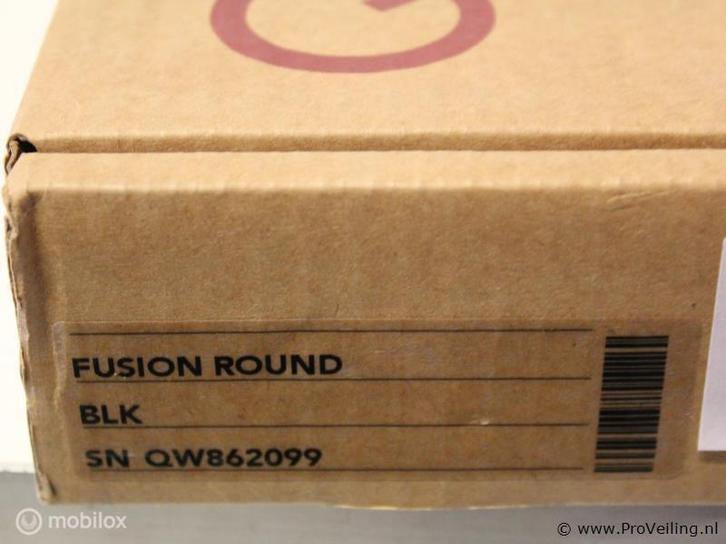 FUSION ROUND
BLK
SN QW862099
mobilox
© www.ProVeiling.nl